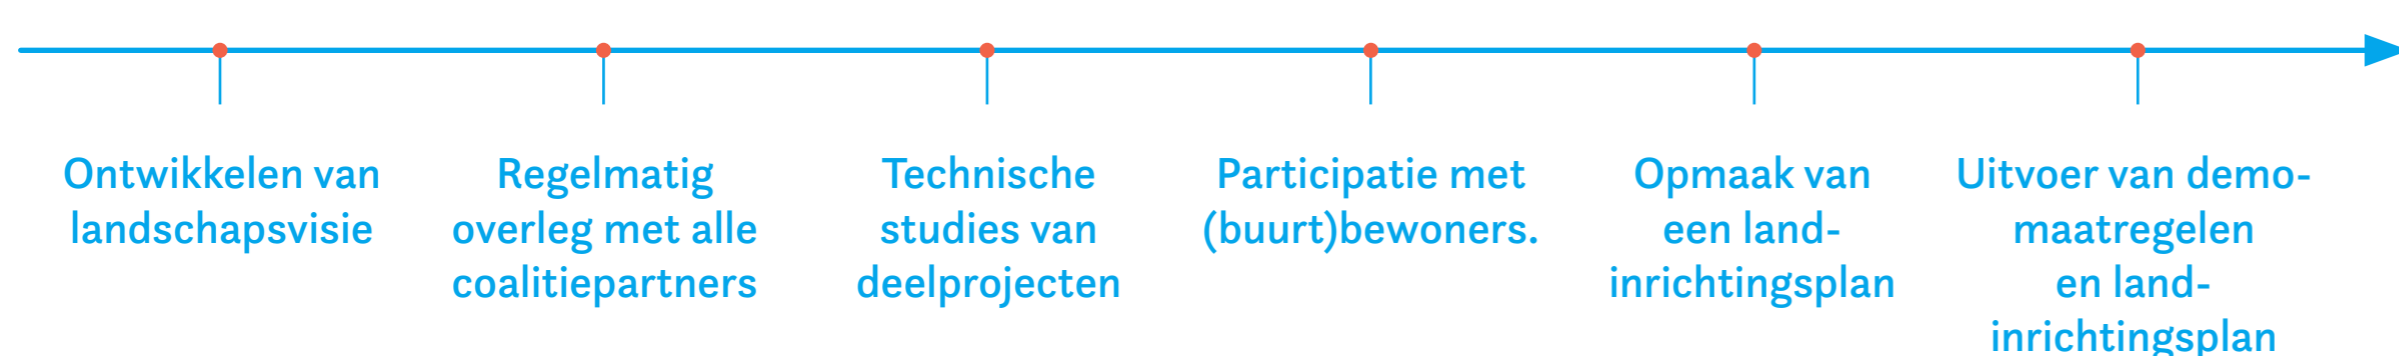 Ontwikkelen van
landschapsvisie
Regelmatig
overleg met alle
coalitiepartners
Technische
studies van
deelprojecten
Participatie met
(buurt)bewoners.
Opmaak van
een land-
inrichtingsplan
Uitvoer van demo-
maatregelen
en land-
inrichtingsplan